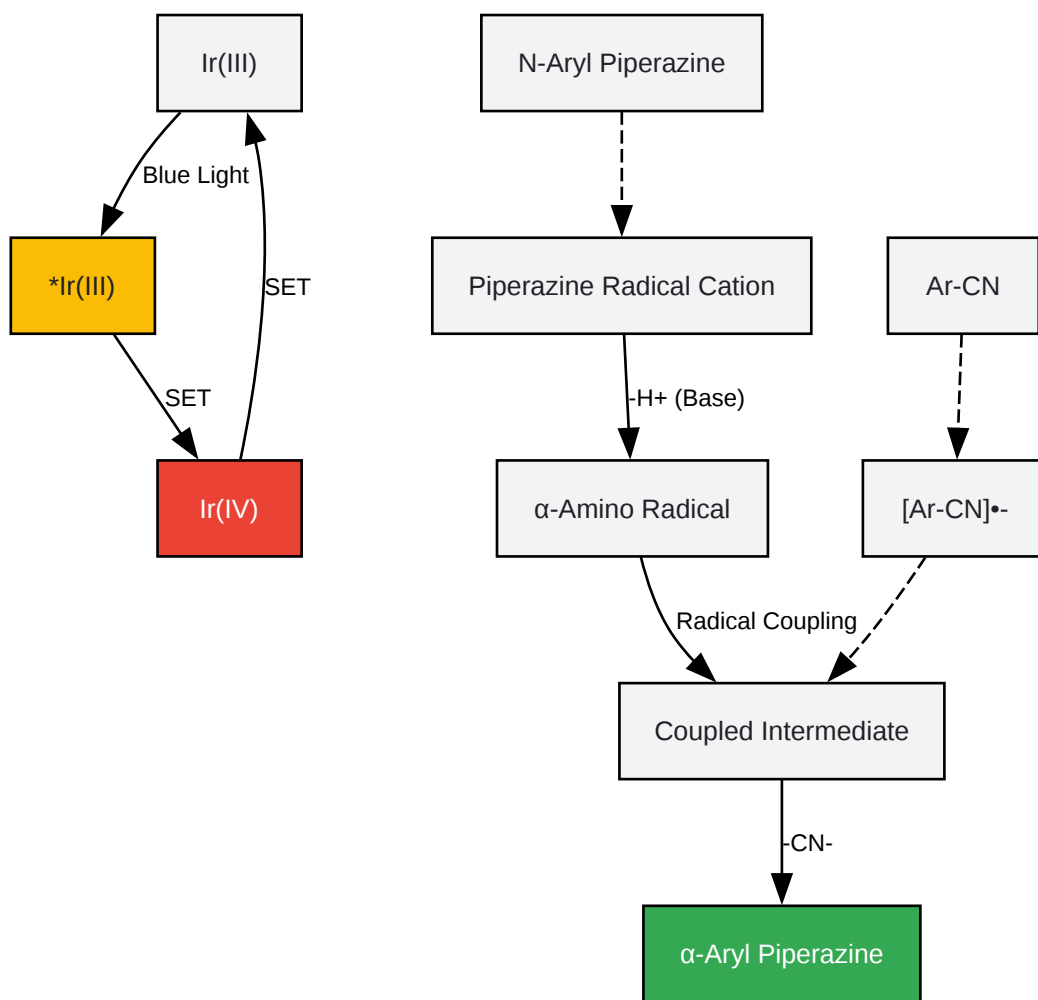 Ir(III)
N-Aryl Piperazine
Blue Light
*Ir(III)
SET
Piperazine Radical Cation
Ar-CN
SET
-H+ (Base)
Ir(IV)
α-Amino Radical
[Ar-CN]•-
Radical Coupling
Coupled Intermediate
-CN-
α-Aryl Piperazine